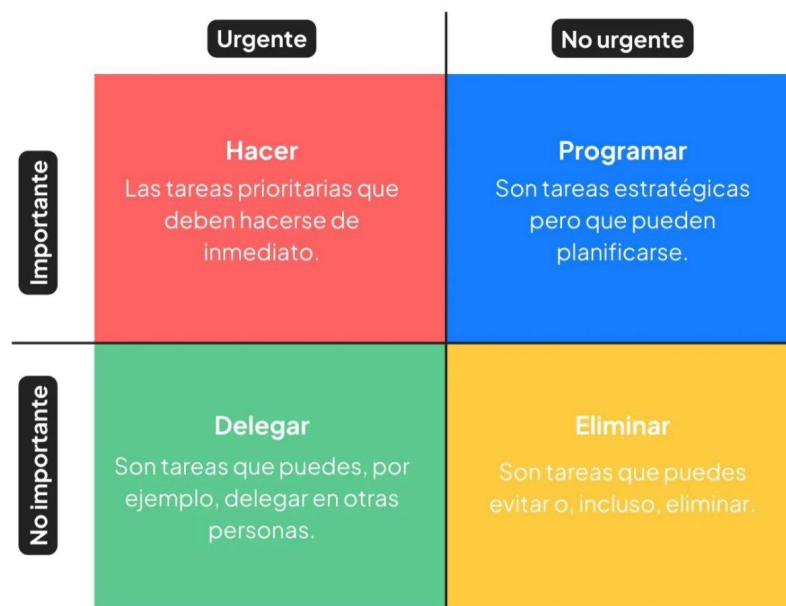 Urgente
No urgente
Importante
Hacer
Las tareas prioritarias que
deben hacerse de
inmediato.
Programar
Son tareas estratégicas
pero que pueden
planificarse.
No importante
Delegar
Son tareas que puedes, por
ejemplo, delegar en otras
personas.
Eliminar
Son tareas que puedes
evitar o, incluso, eliminar.